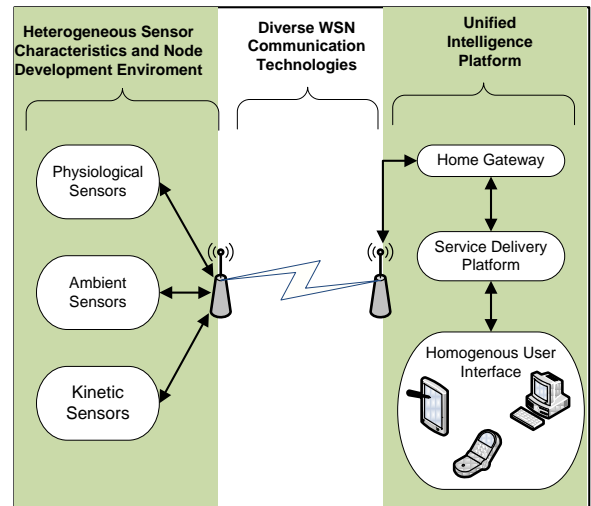 Heterogeneous Sensor
Characteristics and Node
Development Enviroment
Diverse WSN
Communication
Technologies
Unified
Intelligence
Platform
Physiological
Sensors
Ambient
Sensors
Kinetic
Sensors
Home Gateway
Service Delivery
Platform
Homogenous User
Interface